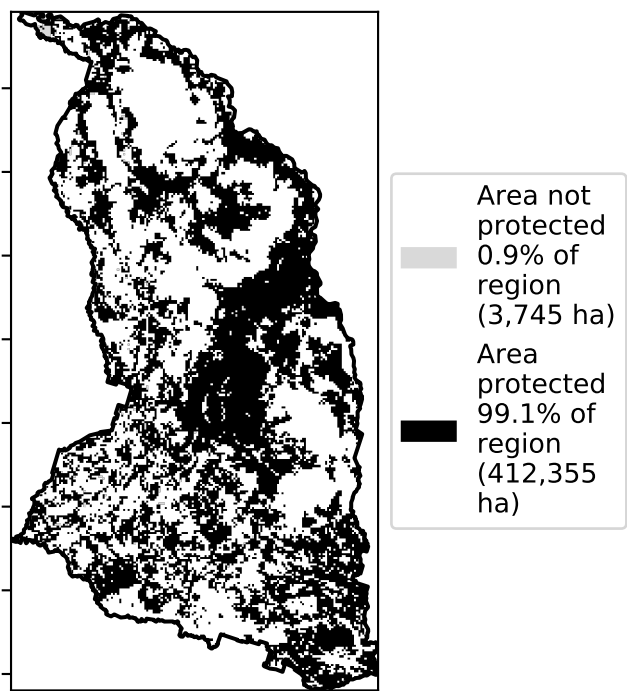 Area not
protected
0.9% of
region
(3,745 ha)
Area
protected
99.1% of
region
(412,355
ha)